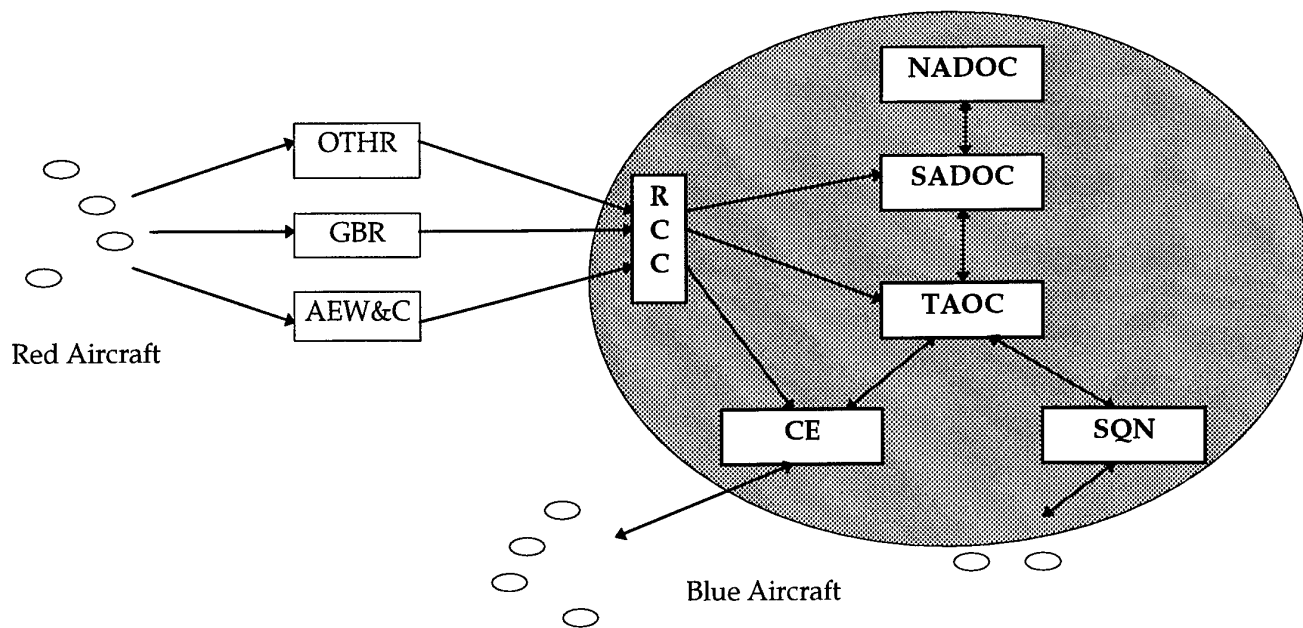 NADOC
OTHR
SADOC
R
C
C
GBR
AEW&C
TAOC
Red Aircraft
CE
SQN
Blue Aircraft